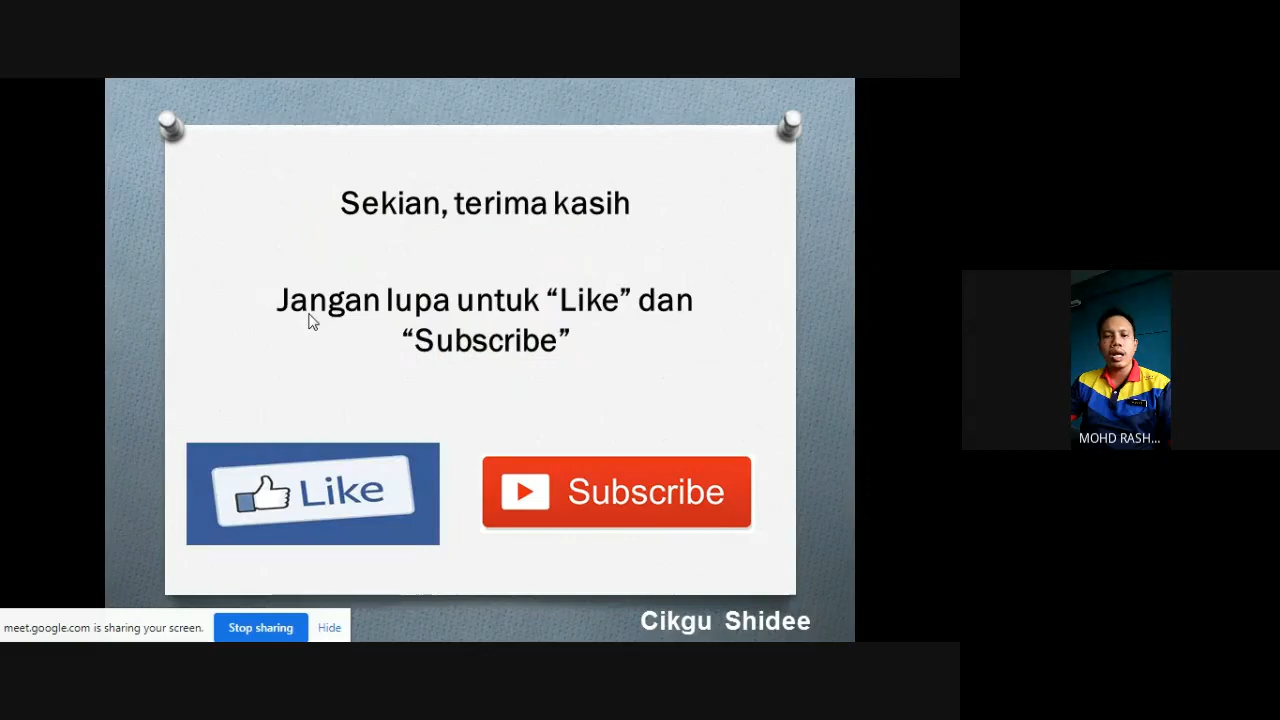 Sekian, terima kasih
Jangan lupa untuk “Like” dan
“Subscribe”
Like
Subscribe
Cikgu Shidee
meet.google.com is sharing your screen.
Stop sharing
Hide
MOHD RASH...